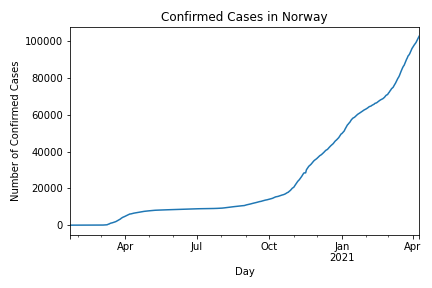 Confirmed Cases in Norway
Number of Confirmed Cases
100000
80000
60000
40000
20000
0
Apr
Jul
Oct
Jan
2021
Apr
Day